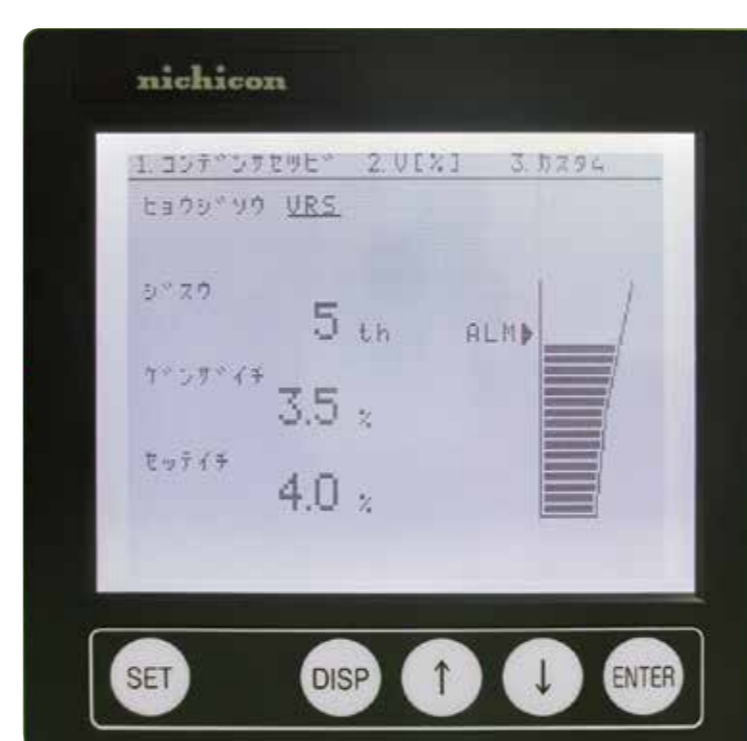 nichicon
1.コンデンサセツビ 2.V[%] 3.カスタム
ヒョウジソウ VRS
ジスウ
5 th
ALM▶
ゲンザイチ
3.5 %
セッテイチ
4.0 %
SET DISP ↑ ↓ ENTER